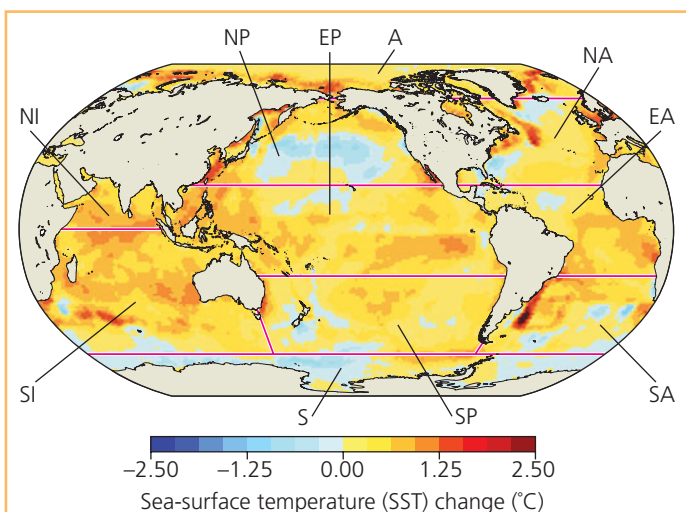 NP EP A NA
NI EA
SI S SP SA
−2.50 −1.25 0.00 1.25 2.50
Sea-surface temperature (SST) change (˚C)